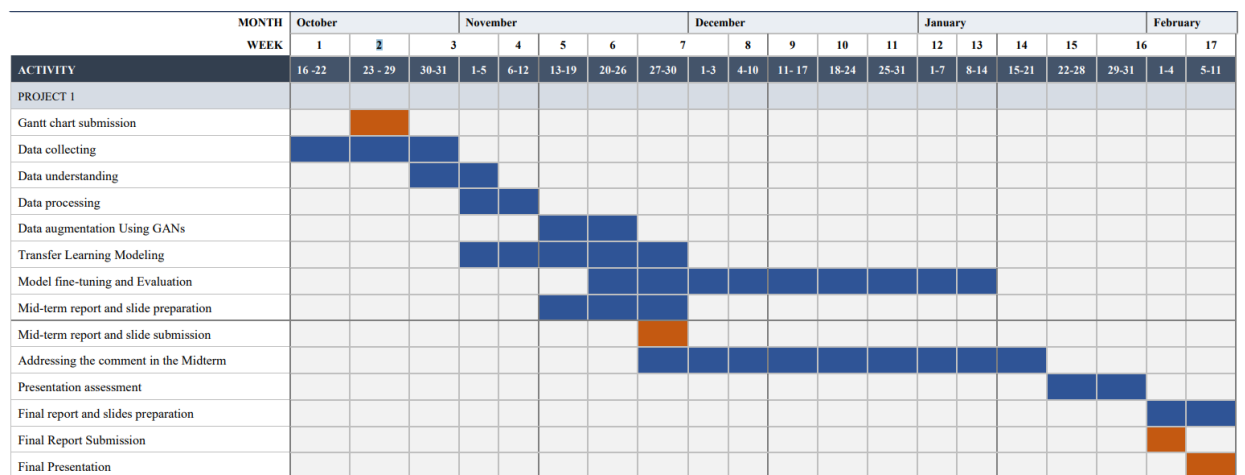 MONTH October November December January February
WEEK 1 2 3 4 5 6 7 8 9 10 11 12 13 14 15 16 17
ACTIVITY 16 -22 23 - 29 30-31 1-5 6-12 13-19 20-26 27-30 1-3 4-10 11- 17 18-24 25-31 1-7 8-14 15-21 22-28 29-31 1-4 5-11
PROJECT 1
Gantt chart submission
Data collecting
Data understanding
Data processing
Data augmentation Using GANs
Transfer Learning Modeling
Model fine-tuning and Evaluation
Mid-term report and slide preparation
Mid-term report and slide submission
Addressing the comment in the Midterm
Presentation assessment
Final report and slides preparation
Final Report Submission
Final Presentation